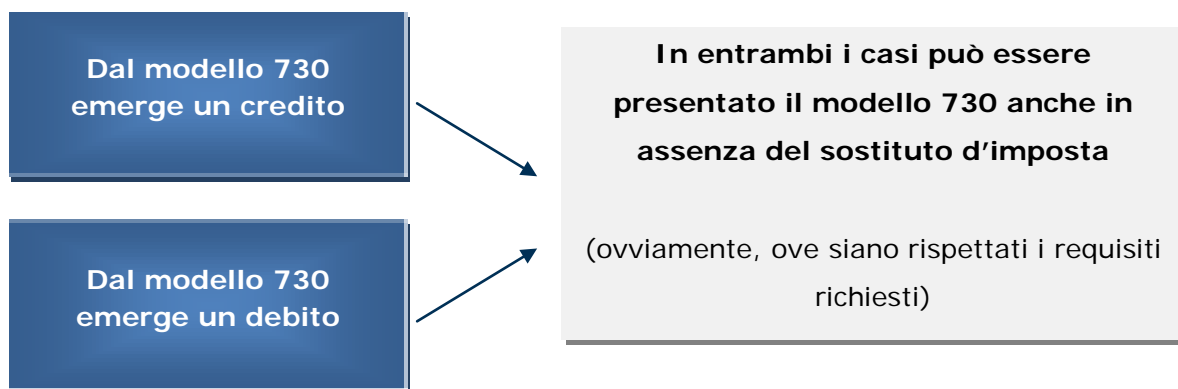 Dal modello 730
emerge un credito
In entrambi i casi può essere
presentato il modello 730 anche in
assenza del sostituto d’imposta
(ovviamente, ove siano rispettati i requisiti
richiesti)
Dal modello 730
emerge un debito